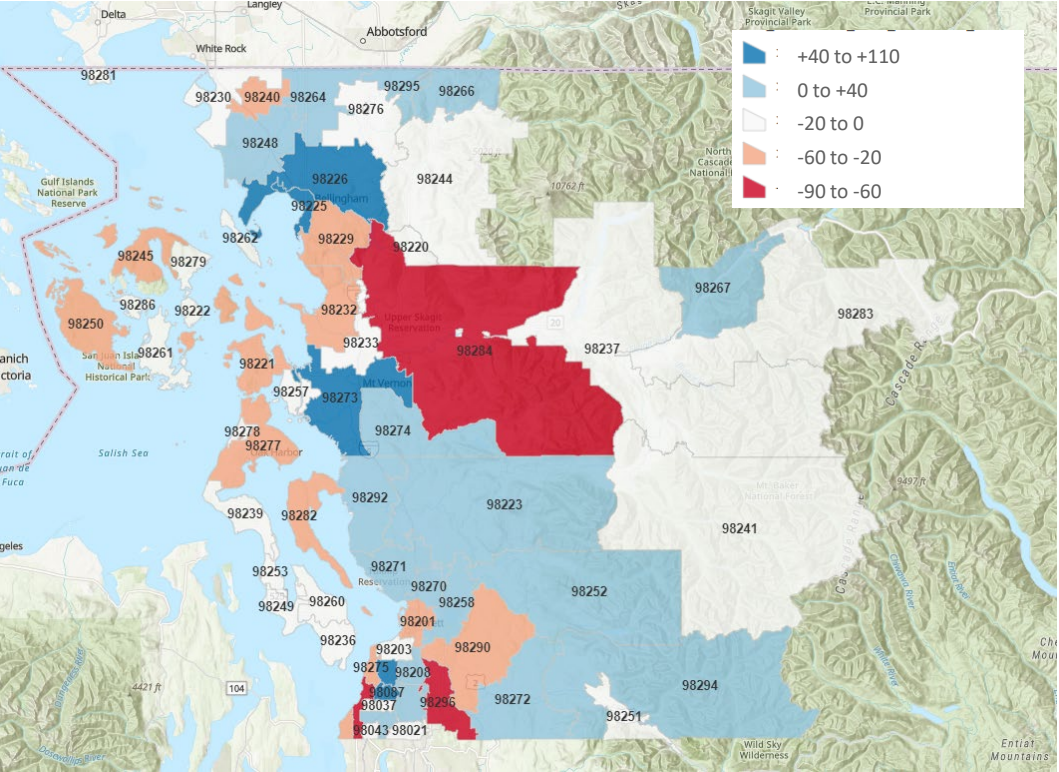 Delta
Langley
Abbotsford
White Rock
Skagit Valley
Provincial Park
Provincial Park
+40 to +110
0 to +40
-20 to 0
-60 to -20
-90 to -60
98281
98230
98240
98264
98295
98266
98276
98248
10762 ft
98226
98244
Gulf Islands
National Park
Reserve
Bellingham
98225
98229
98262
98220
98245
98279
98267
98286
98222
98232
98283
98250
Upper Skagit
Reservation
20
98233
98284
98237
98261
San Juan Isla
National
Historical Park
98221
Cascade R.
Mt Vernon
98257
98273
98278
98274
98277
Salish Sea
9497 ft
Mt Baker
National Forest
98292
98223
98239
98282
98241
98253
98271
Reservation
98270
98252
98249
98260
98258
98201
98236
98203
98290
98275
98208
4421 ft
104
98087
2
98294
98037
98296
98272
98251
98043
98021
Wild Sky
Wilderness
Entiat
Mountains